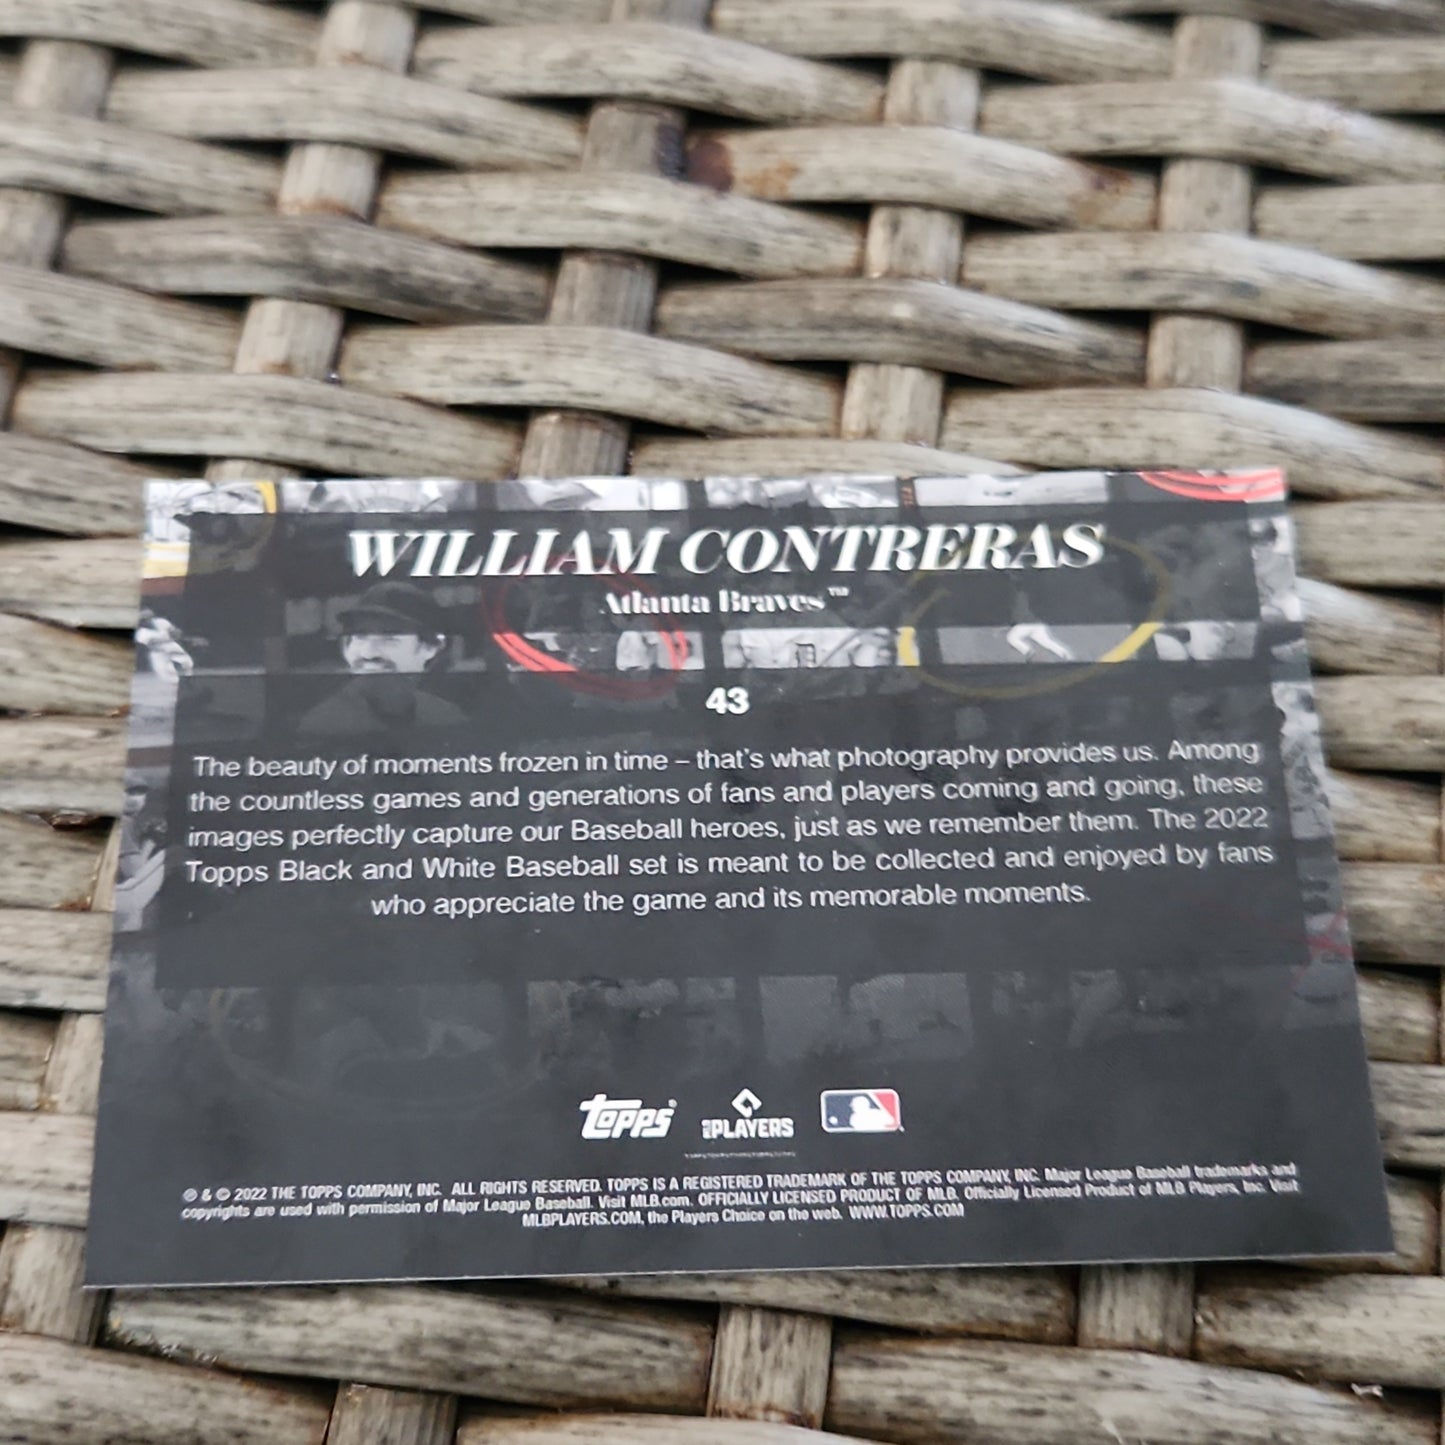 WILLIAM CONTRERAS
Atlanta Braves™
43
The beauty of moments frozen in time – that's what photography provides us. Among
the countless games and generations of fans and players coming and going, these
images perfectly capture our Baseball heroes, just as we remember them. The 2022
Topps Black and White Baseball set is meant to be collected and enjoyed by fans
who appreciate the game and its memorable moments.
TOPPS
PLAYERS
® & © 2022 THE TOPPS COMPANY, INC. ALL RIGHTS RESERVED. TOPPS IS A REGISTERED TRADEMARK OF THE TOPPS COMPANY, INC. Major League Baseball trademarks and
copyrights are used with permission of Major League Baseball. Visit MLB.com. OFFICIALLY LICENSED PRODUCT OF MLB. Officially Licensed Product of MLB Players, Inc. Visit
MLBPLAYERS.COM, the Players Choice on the web. WWW.TOPPS.COM